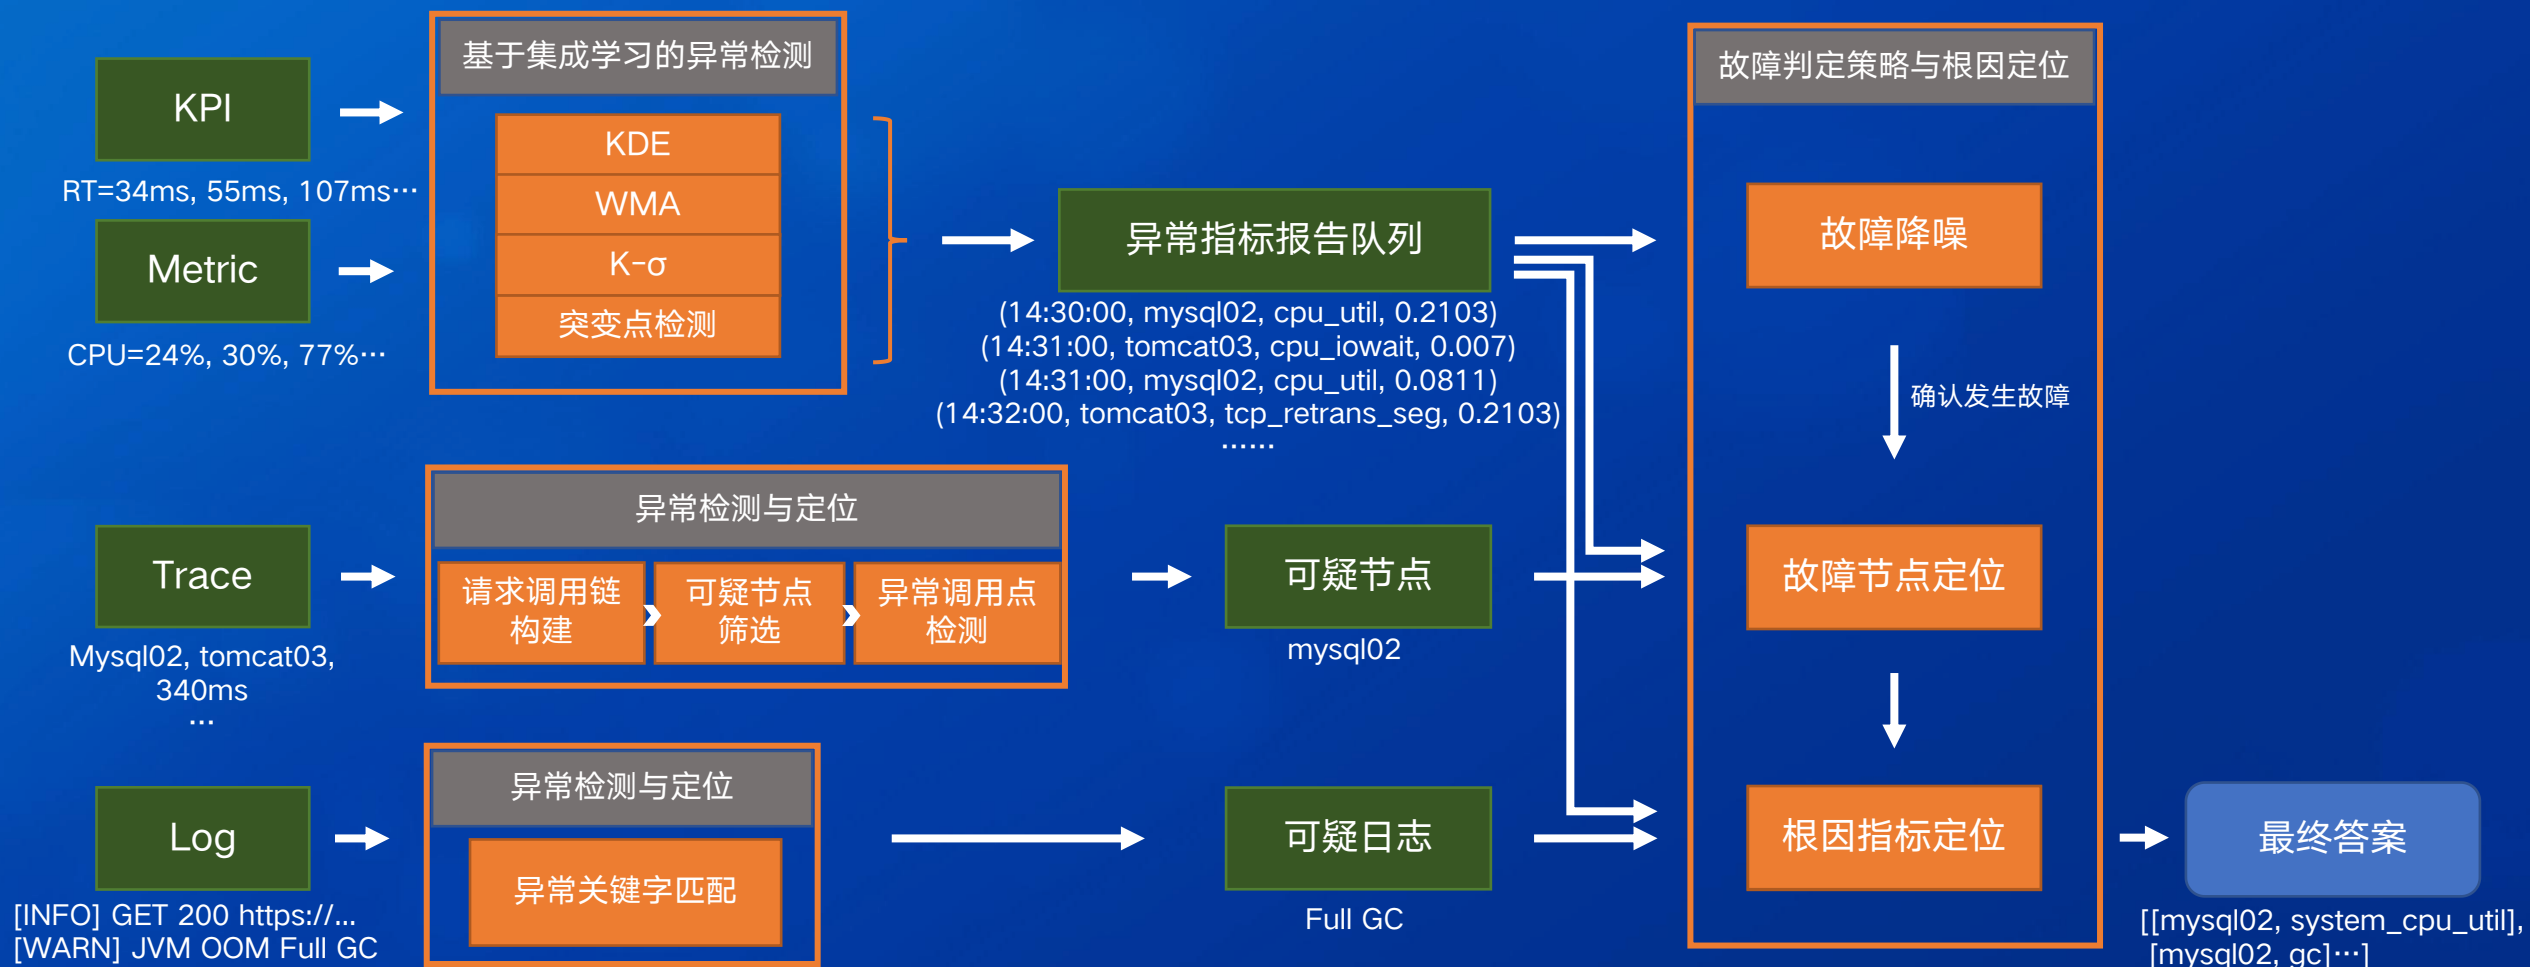 KPI
RT=34ms, 55ms, 107ms…
Metric
CPU=24%, 30%, 77%…
基于集成学习的异常检测
KDE
WMA
K-σ
突变点检测
异常指标报告队列
(14:30:00, mysql02, cpu_util, 0.2103)
(14:31:00, tomcat03, cpu_iowait, 0.007)
(14:31:00, mysql02, cpu_util, 0.0811)
(14:32:00, tomcat03, tcp_retrans_seg, 0.2103)
……
Trace
Mysql02, tomcat03,
340ms
…
异常检测与定位
请求调用链
构建
可疑节点
筛选
异常调用点
检测
可疑节点
mysql02
Log
[INFO] GET 200 https://...
[WARN] JVM OOM Full GC
异常检测与定位
异常关键字匹配
可疑日志
Full GC
故障判定策略与根因定位
故障降噪
确认发生故障
故障节点定位
根因指标定位
最终答案
[[mysql02, system_cpu_util],
[mysql02, gc]…]